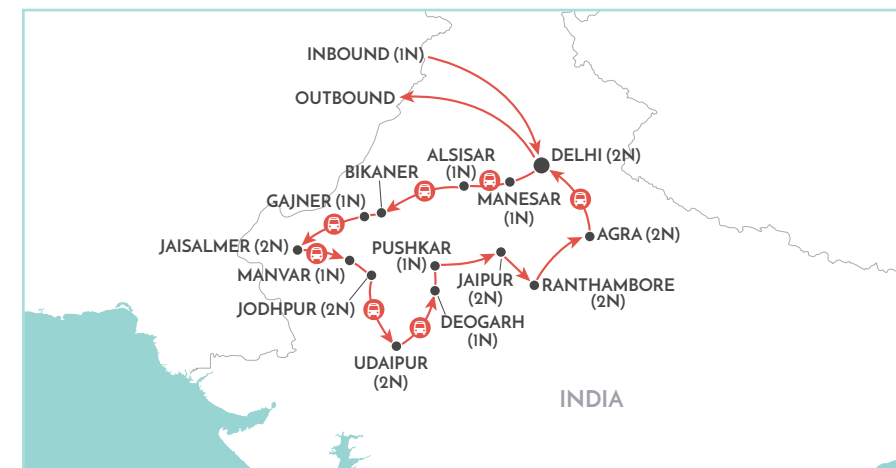 INBOUND (1N)
OUTBOUND
DELHI (2N)
ALSISAR
(1N)
BIKANER
MANESAR
(1N)
GAJNER (1N)
AGRA (2N)
JAISALMER (2N)
PUSHKAR
(1N)
MANVAR (1N)
JAIPUR
(2N)
RANTHAMBORE
(2N)
JODHPUR (2N)
DEOGARH
(1N)
UDAIPUR
(2N)
INDIA